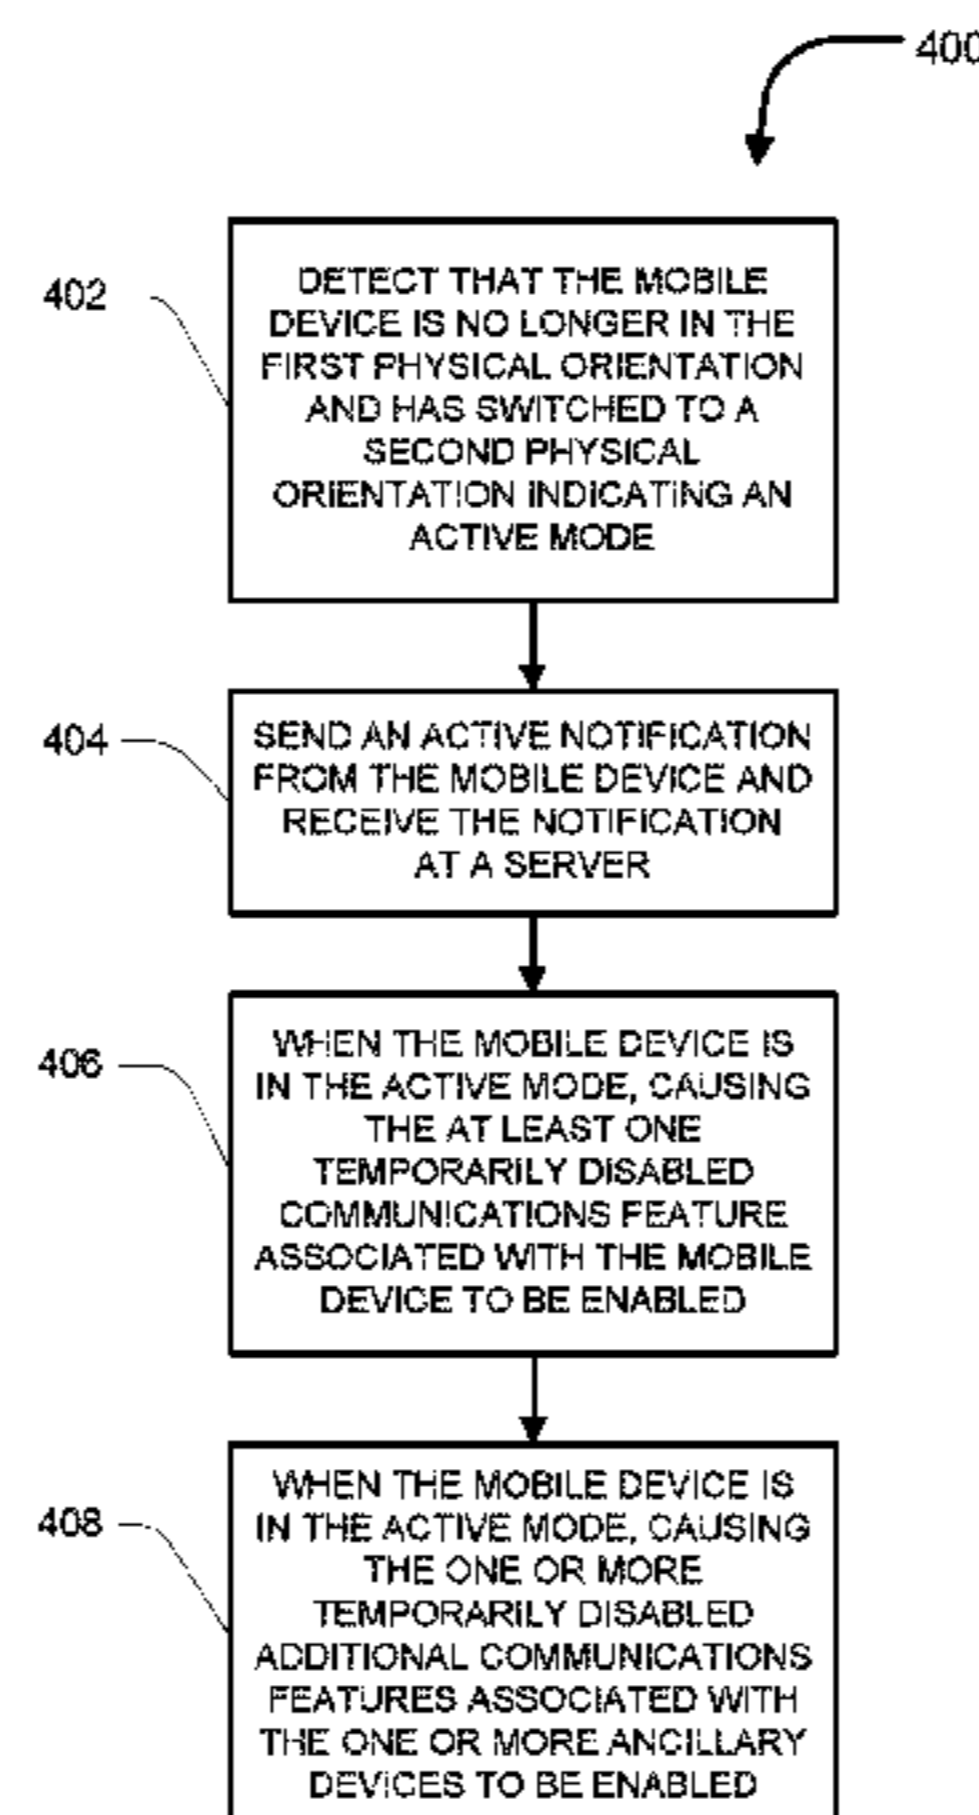 400
402
DETECT THAT THE MOBILE
DEVICE IS NO LONGER IN THE
FIRST PHYSICAL ORIENTATION
AND HAS SWITCHED TO A
SECOND PHYSICAL
ORIENTATION INDICATING AN
ACTIVE MODE
404
SEND AN ACTIVE NOTIFICATION
FROM THE MOBILE DEVICE AND
RECEIVE THE NOTIFICATION
AT A SERVER
406
WHEN THE MOBILE DEVICE IS
IN THE ACTIVE MODE, CAUSING
THE AT LEAST ONE
TEMPORARILY DISABLED
COMMUNICATIONS FEATURE
ASSOCIATED WITH THE MOBILE
DEVICE TO BE ENABLED
408
WHEN THE MOBILE DEVICE IS
IN THE ACTIVE MODE, CAUSING
THE ONE OR MORE
TEMPORARILY DISABLED
ADDITIONAL COMMUNICATIONS
FEATURES ASSOCIATED WITH
THE ONE OR MORE ANCILLARY
DEVICES TO BE ENABLED